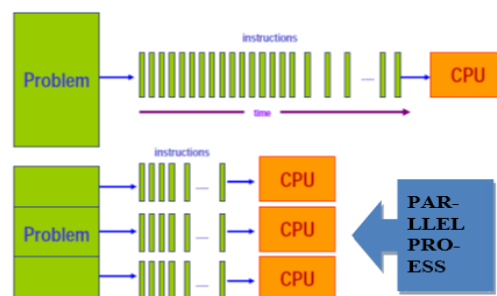 instructions
Problem
CPU
time
instructions
CPU
Problem
CPU
CPU
PAR-
LLEL
PRO-
ESS